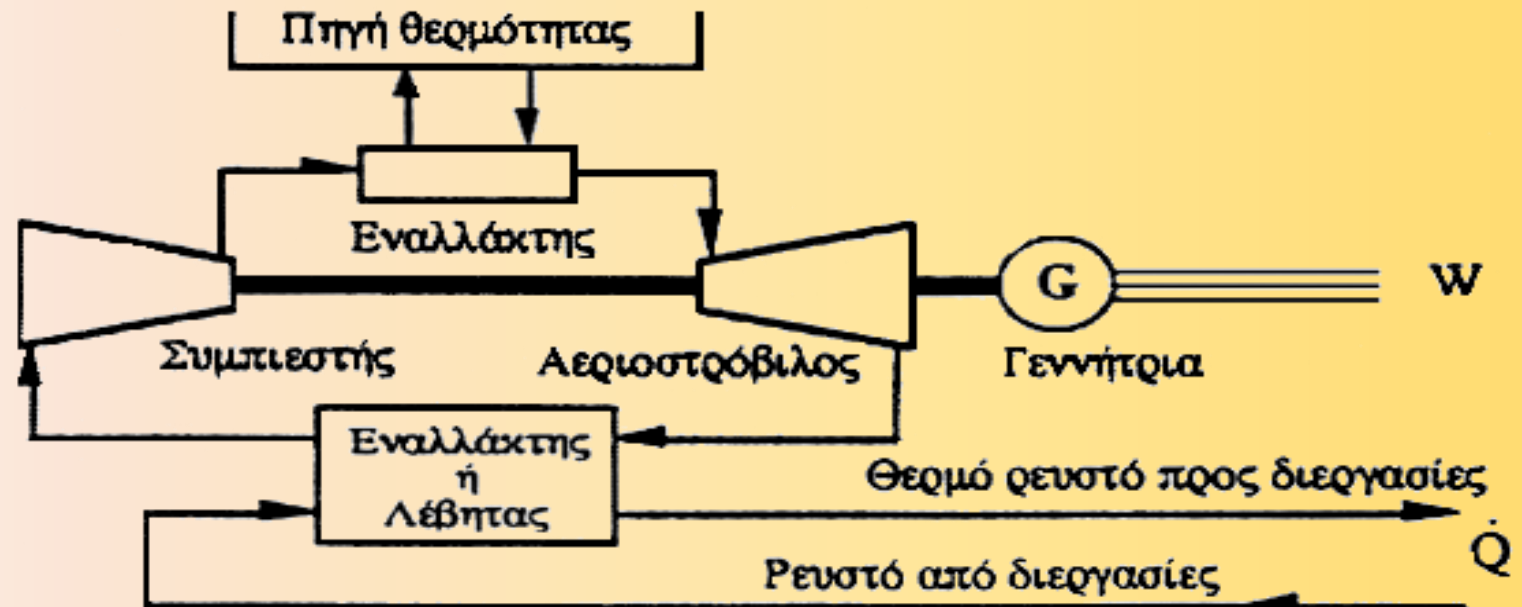 Πηγή θερμότητας
Εναλλάκτης
G
W
Συμπιεστής
Αεριοστρόβιλος
Γεννήτρια
Εναλλάκτης
ή
Λέβητας
Θερμό ρευστό προς διεργασίες
Q̇
Ρευστό από διεργασίες